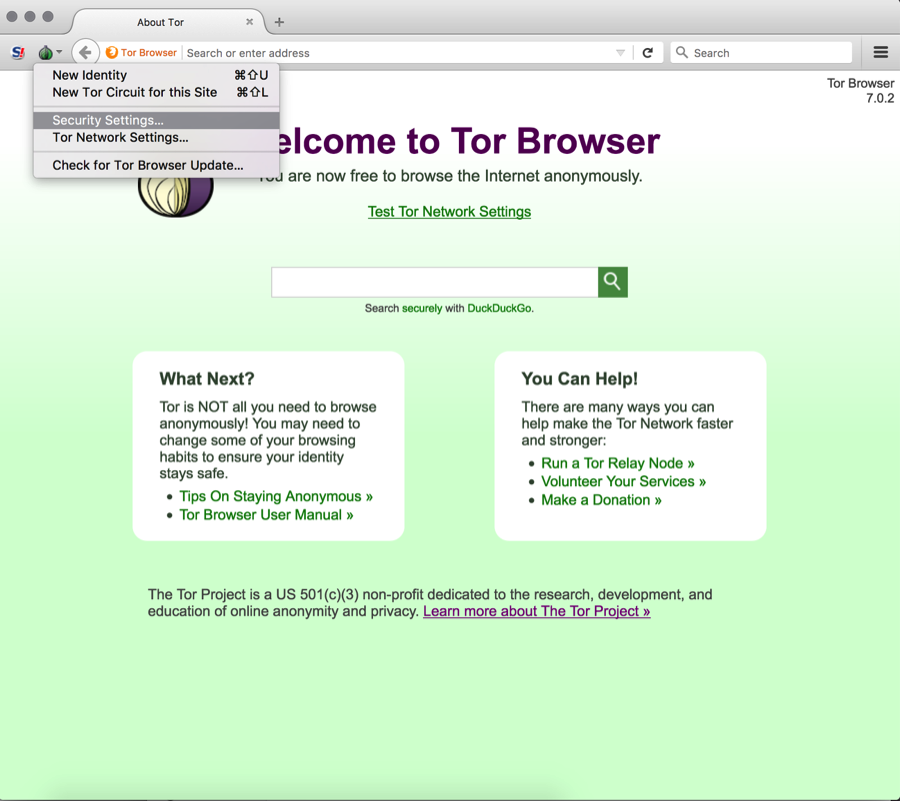 About Tor
Tor Browser
Search or enter address
Search
New Identity ⌘⇧U
New Tor Circuit for this Site ⌘⇧L
Security Settings...
Tor Network Settings...
Check for Tor Browser Update...
Tor Browser
7.0.2
elcome to Tor Browser
You are now free to browse the Internet anonymously.
Test Tor Network Settings
Search securely with DuckDuckGo.
What Next?
Tor is NOT all you need to browse
anonymously! You may need to
change some of your browsing
habits to ensure your identity
stays safe.
• Tips On Staying Anonymous »
• Tor Browser User Manual »
You Can Help!
There are many ways you can
help make the Tor Network faster
and stronger:
• Run a Tor Relay Node »
• Volunteer Your Services »
• Make a Donation »
The Tor Project is a US 501(c)(3) non-profit dedicated to the research, development, and
education of online anonymity and privacy. Learn more about The Tor Project »